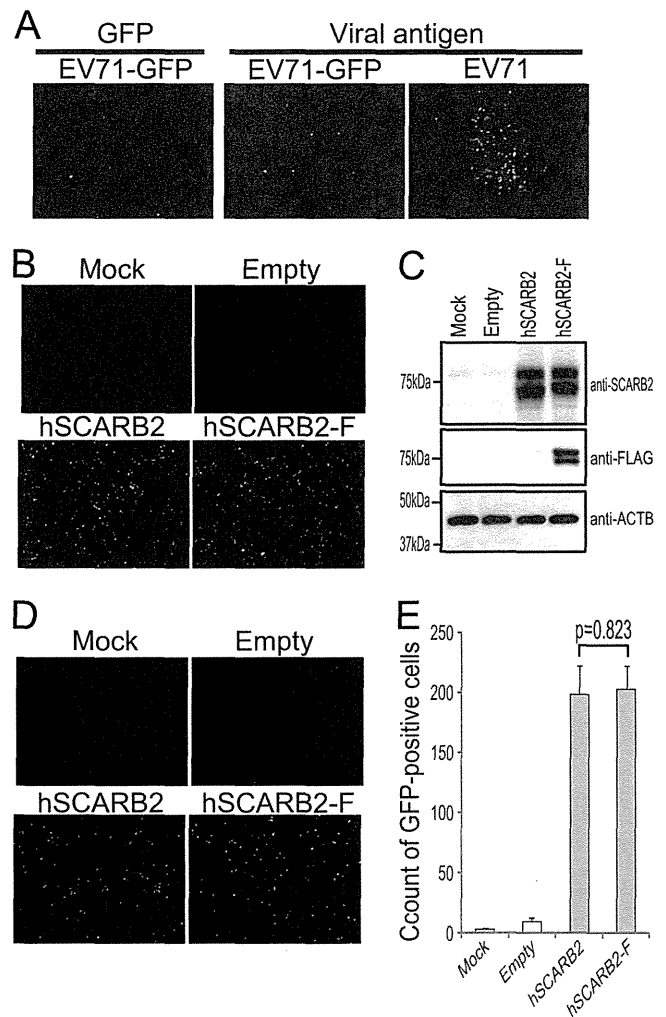 A
GFP
Viral antigen
EV71-GFP
EV71-GFP
EV71
B
Mock
Empty
hSCARB2
hSCARB2-F
C
Mock
Empty
hSCARB2
hSCARB2-F
75kDa
anti-SCARB2
75kDa
anti-FLAG
50kDa
37kDa
anti-ACTB
D
Mock
Empty
hSCARB2
hSCARB2-F
E
p=0.823
Ccount of GFP-positive cells
250
200
150
100
50
0
Mock
Empty
hSCARB2
hSCARB2-F